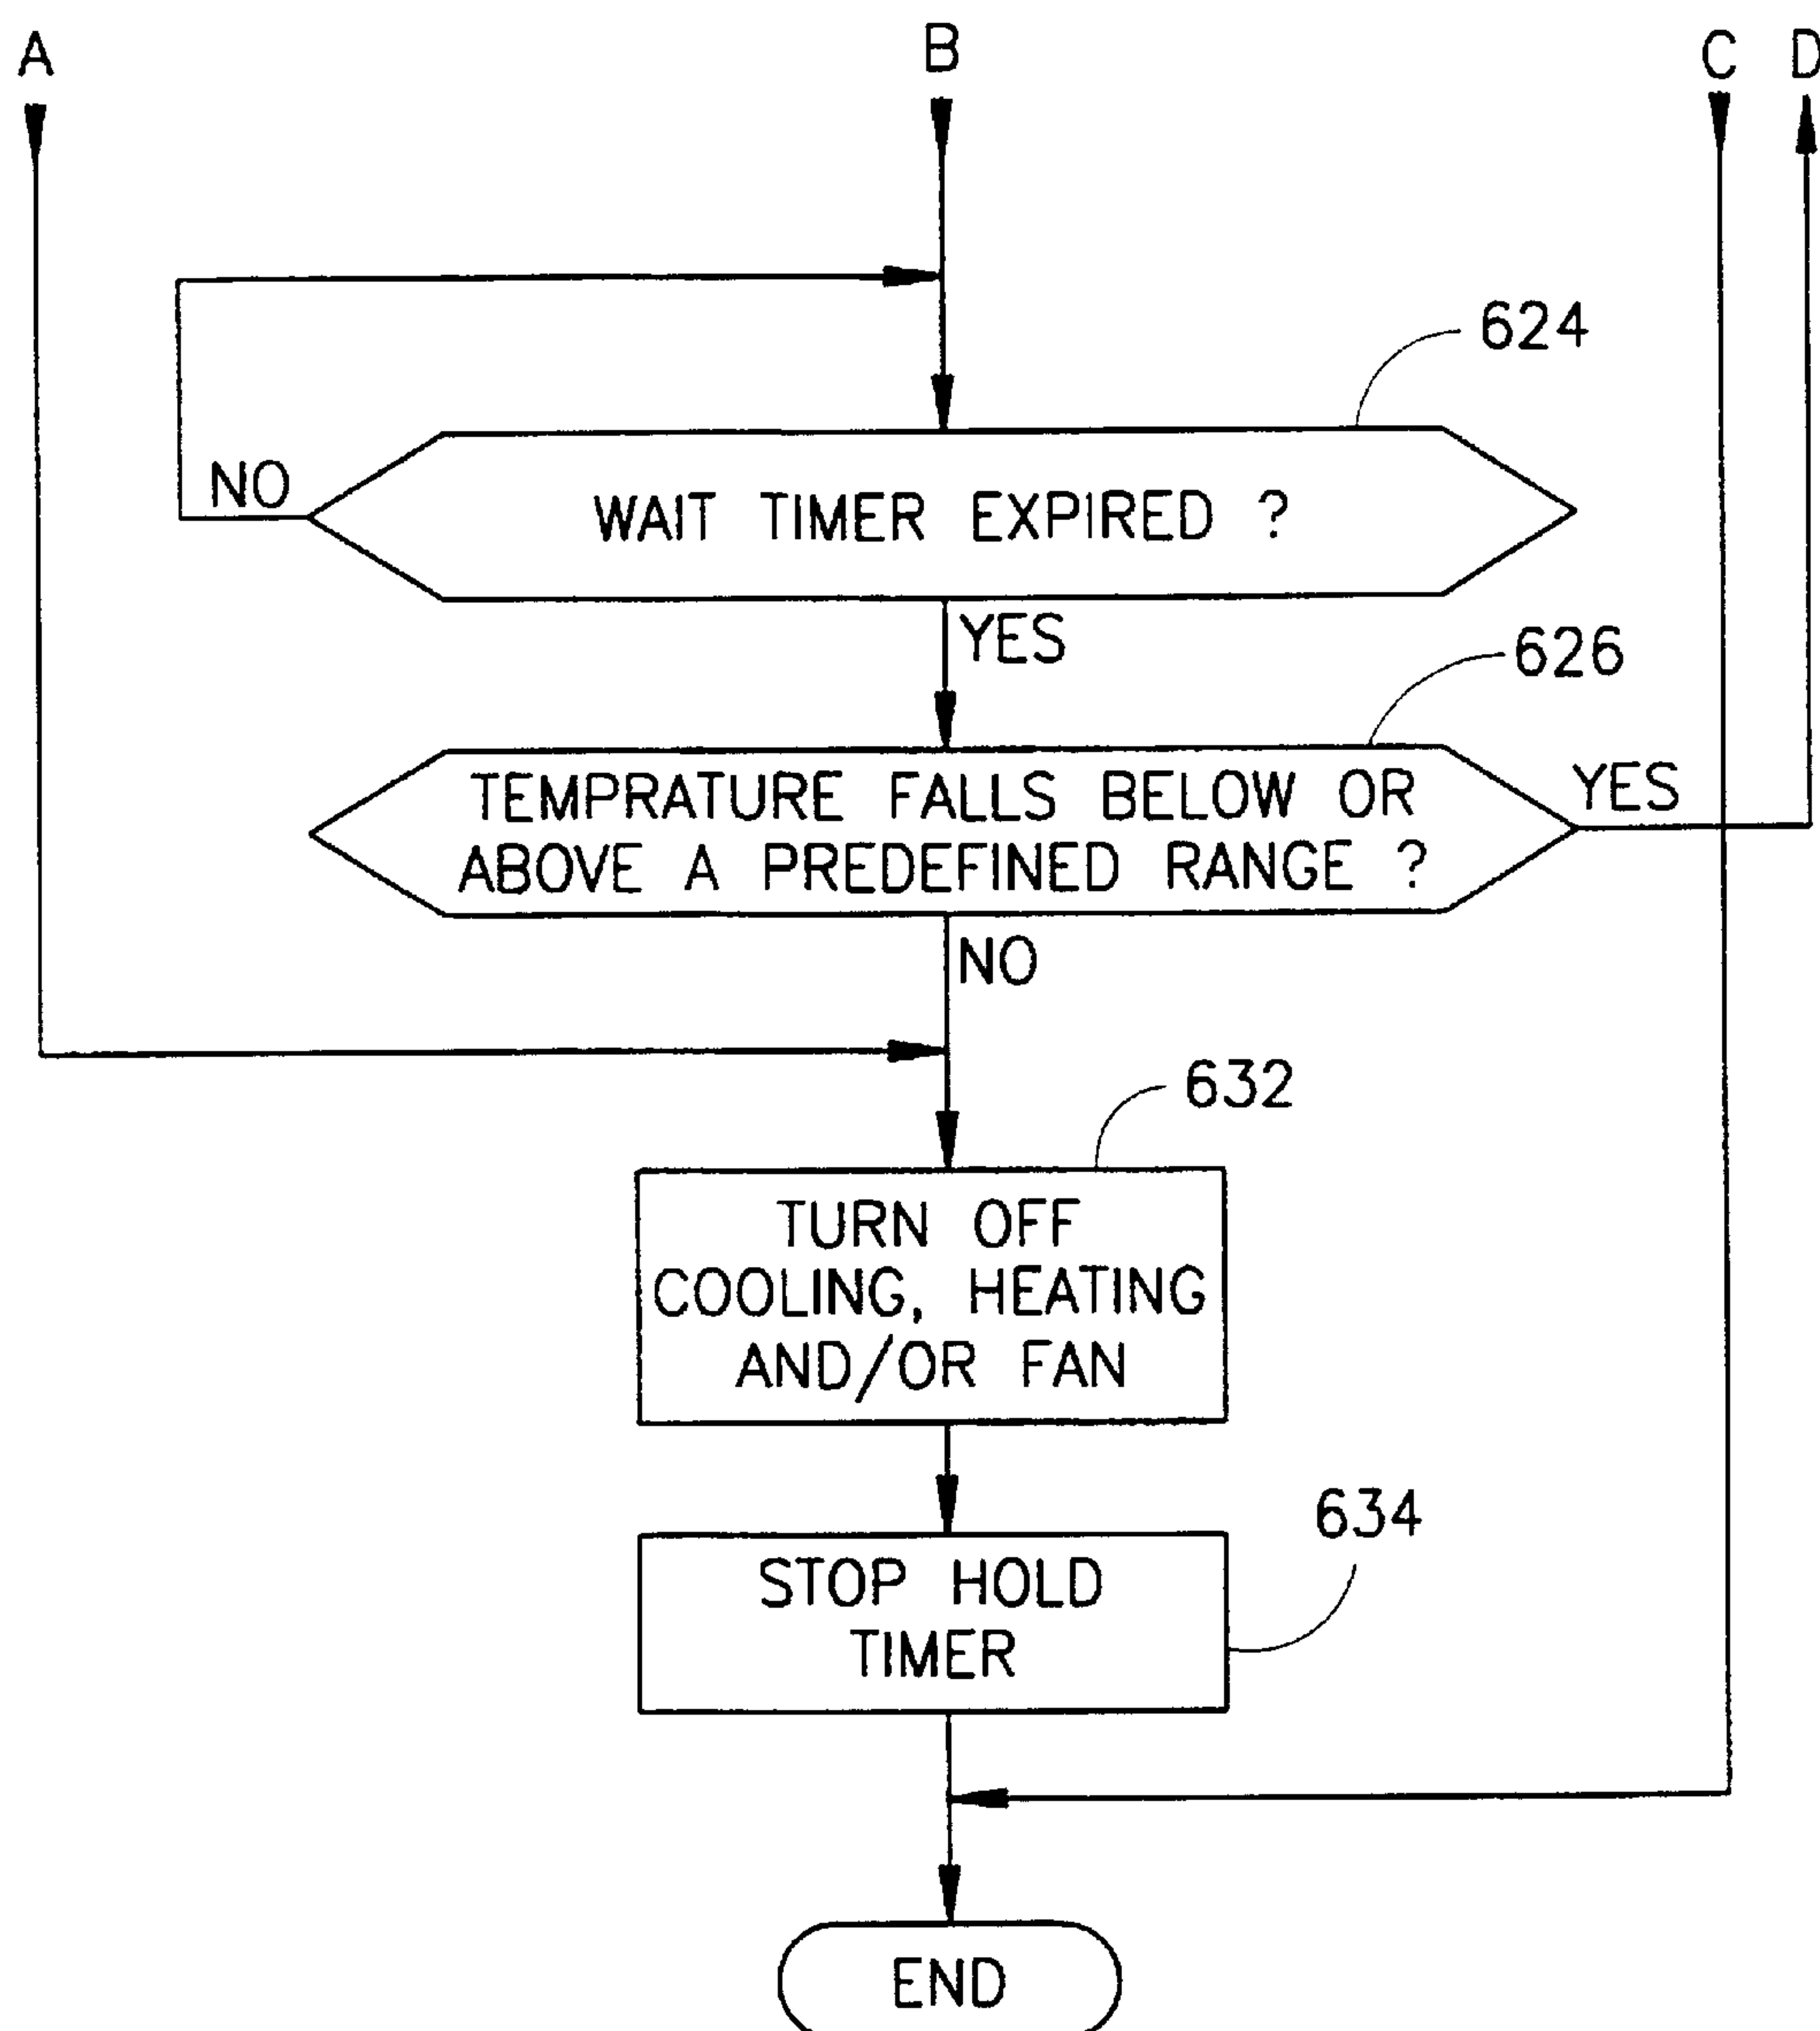 A
B
C
D
624
NO
WAIT TIMER EXPIRED ?
YES
626
TEMPRATURE FALLS BELOW OR
ABOVE A PREDEFINED RANGE ?
YES
NO
632
TURN OFF
COOLING, HEATING
AND/OR FAN
634
STOP HOLD
TIMER
END